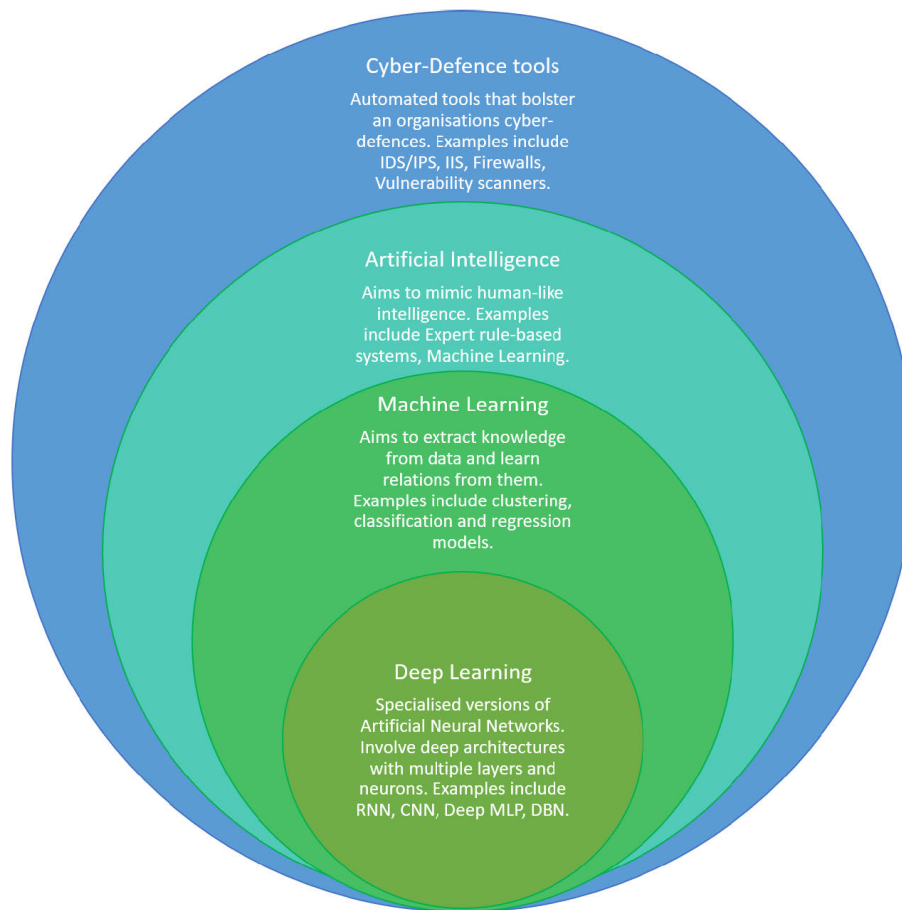 Cyber-Defence tools
Automated tools that bolster
an organisations cyber-
defences. Examples include
IDS/IPS, IIS, Firewalls,
Vulnerability scanners.
Artificial Intelligence
Aims to mimic human-like
intelligence. Examples
include Expert rule-based
systems, Machine Learning.
Machine Learning
Aims to extract knowledge
from data and learn
relations from them.
Examples include clustering,
classification and regression
models.
Deep Learning
Specialised versions of
Artificial Neural Networks.
Involve deep architectures
with multiple layers and
neurons. Examples include
RNN, CNN, Deep MLP, DBN.